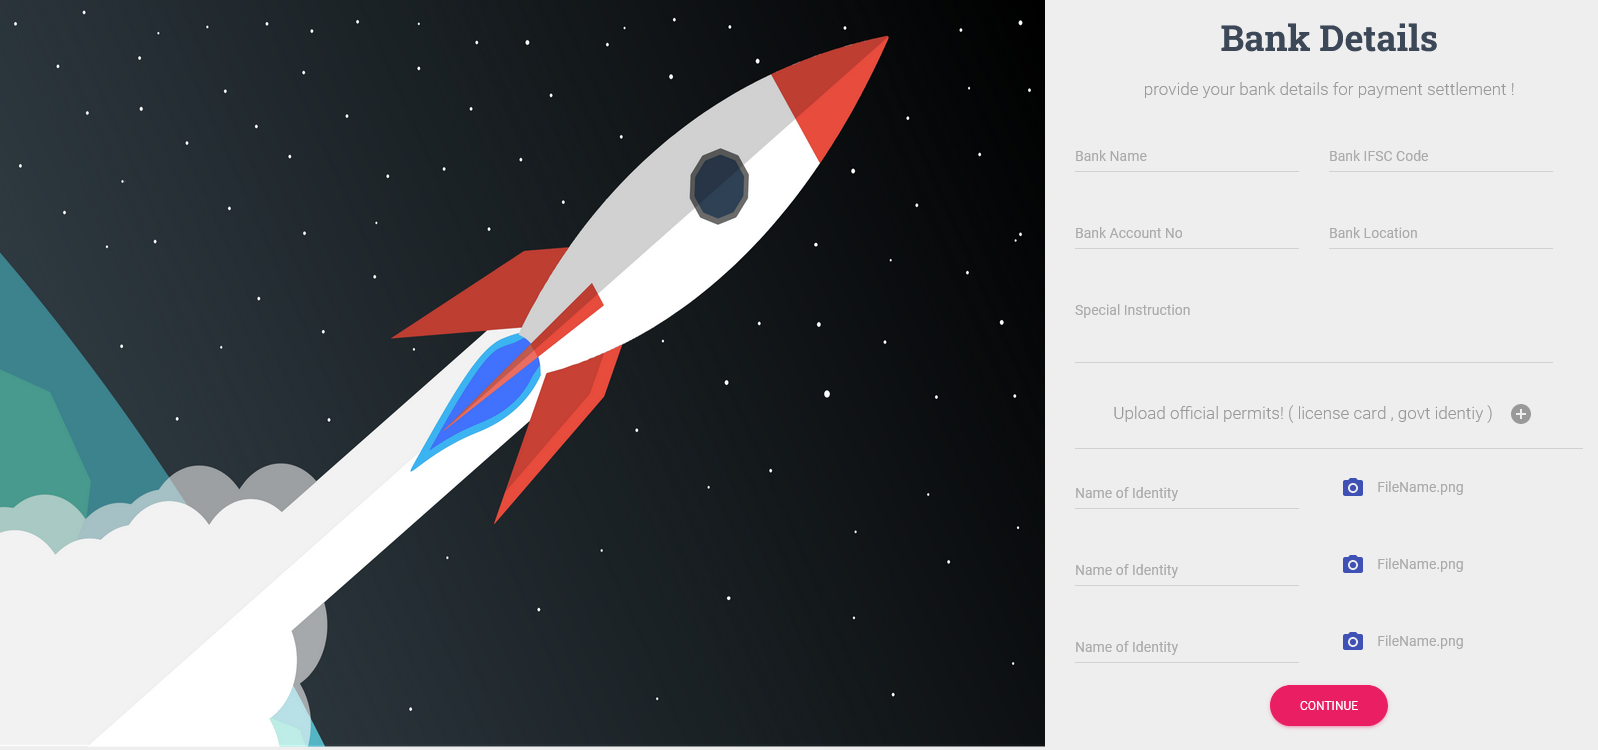 Bank Details
provide your bank details for payment settlement !
Bank Name
Bank IFSC Code
Bank Account No
Bank Location
Special Instruction
Upload official permits! ( license card , govt identiy )
Name of Identity
FileName.png
Name of Identity
FileName.png
Name of Identity
FileName.png
CONTINUE